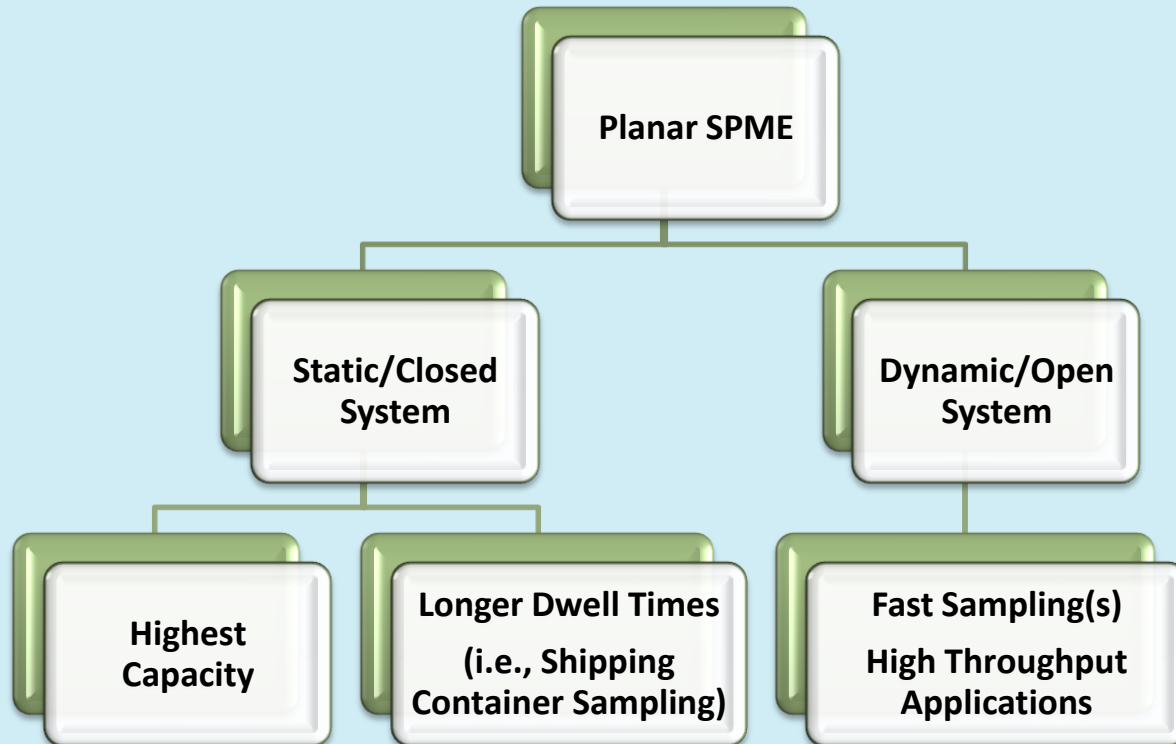 Planar SPME
Static/Closed
System
Dynamic/Open
System
Highest
Capacity
Longer Dwell Times
(i.e., Shipping
Container Sampling)
Fast Sampling(s)
High Throughput
Applications